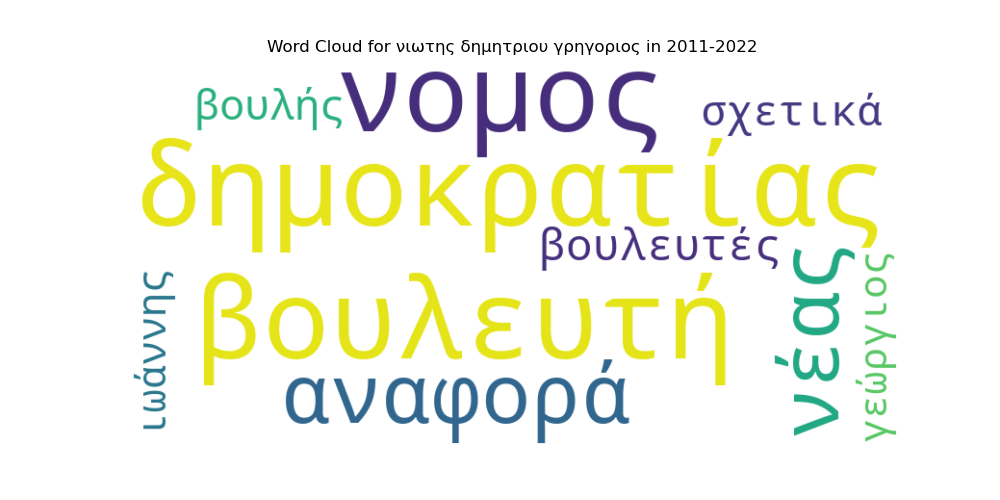 Word Cloud for νιωτης δημητριου γρηγοριος in 2011-2022
νομος
βουλής
σχετικά
δημοκρατίας
βουλευτές
βουλευτή
νέας
γεώργιος
ιωάννης
αναφορά